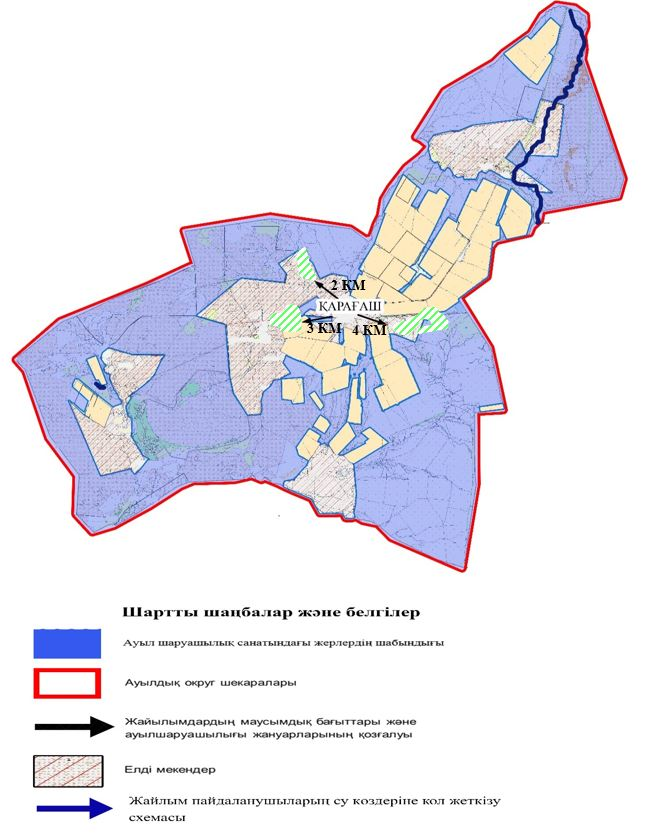 2 КМ
ҚАРАҒАШ
3 КМ 4 КМ
Шартты шаңбалар және белгілер
Ауыл шаруашылық санатындағы жерлердің шабындығы
Ауылдық округ шекаралары
Жайылымдардың маусымдық бағыттары және
ауылшаруашылығы жануарларының қозғалуы
Елді мекендер
Жайлым пайдаланушыларың су көздеріне кол жеткізу
схемасы